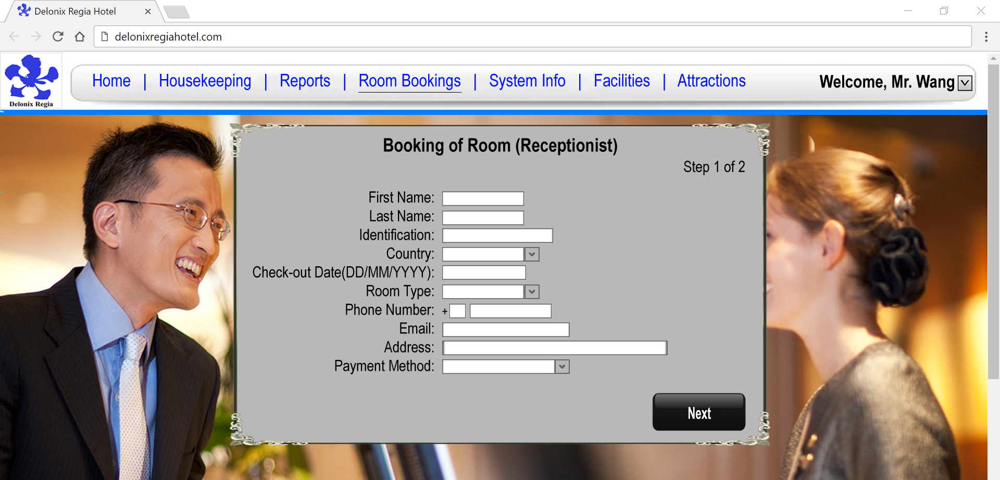 Delonix Regia Hotel
delonixregiahotel.com
Delonix Regia
Home | Housekeeping | Reports | Room Bookings | System Info | Facilities | Attractions
Welcome, Mr. Wang
Booking of Room (Receptionist)
Step 1 of 2
First Name:
Last Name:
Identification:
Country:
Check-out Date(DD/MM/YYYY):
Room Type:
Phone Number: +
Email:
Address:
Payment Method:
Next